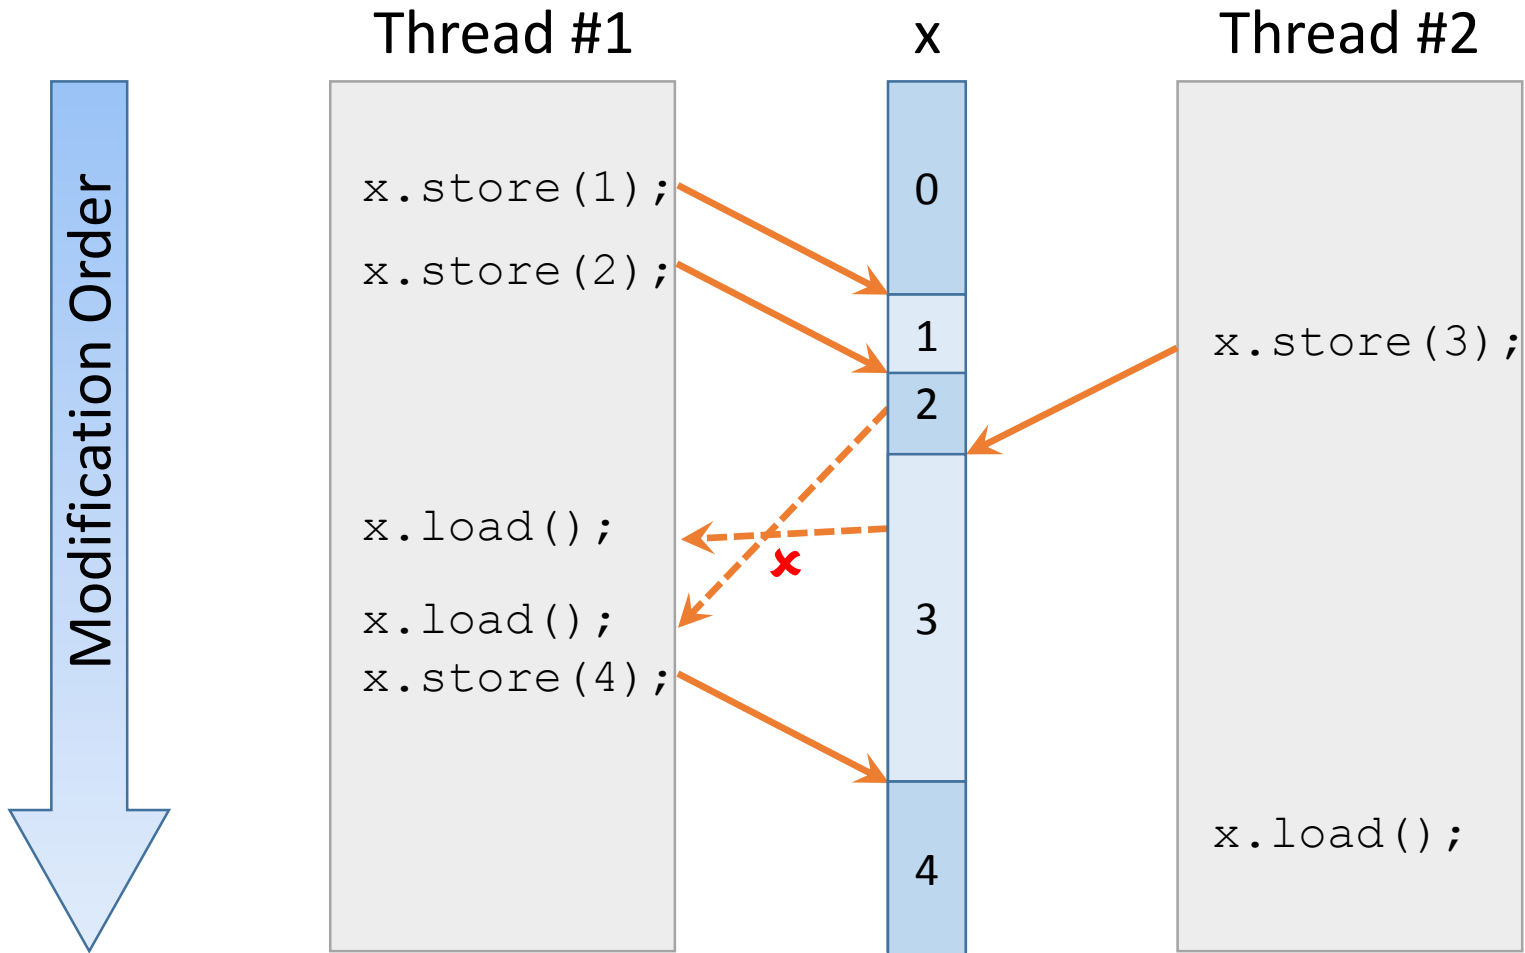 Thread #1
x
Thread #2
Modification Order
x.store(1);
0
x.store(2);
1
x.store(3);
2
x.load();
x.load();
3
x.store(4);
x.load();
4